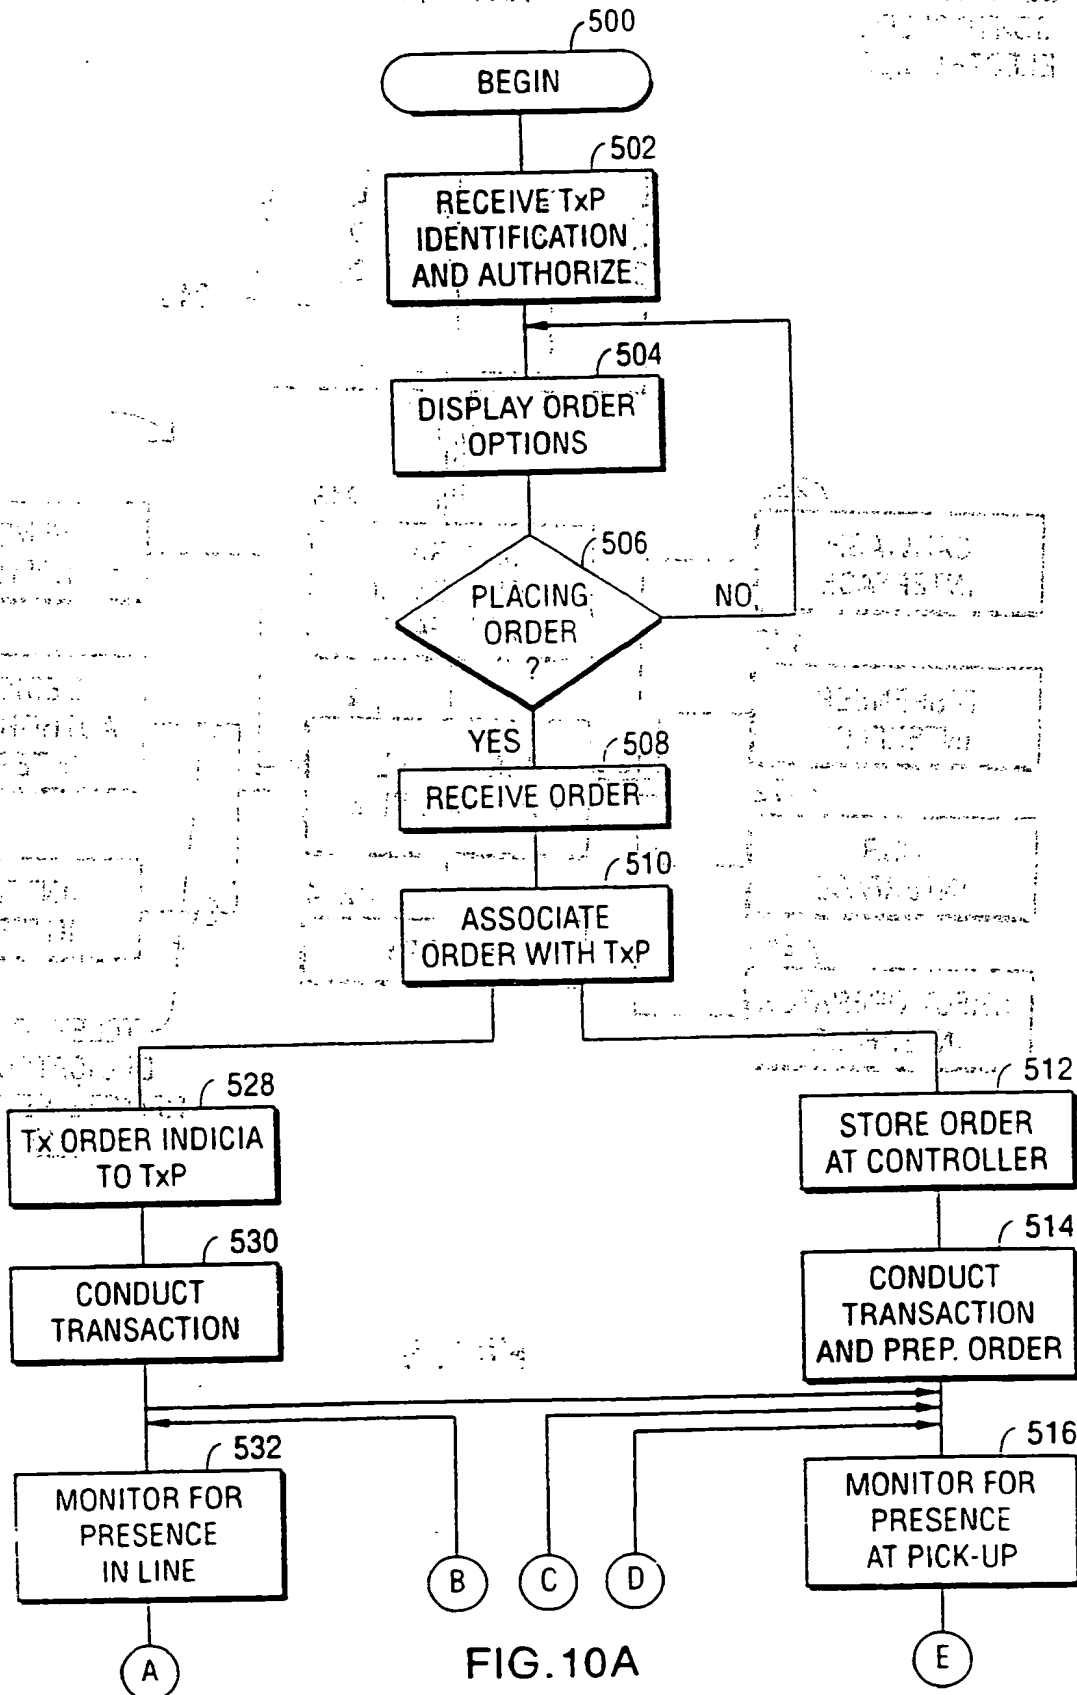 500
BEGIN
502
RECEIVE TxP
IDENTIFICATION
AND AUTHORIZE
504
DISPLAY ORDER
OPTIONS
506
PLACING
ORDER
?
NO
YES
508
RECEIVE ORDER
510
ASSOCIATE
ORDER WITH TxP
528
Tx ORDER INDICIA
TO TxP
512
STORE ORDER
AT CONTROLLER
530
CONDUCT
TRANSACTION
514
CONDUCT
TRANSACTION
AND PREP. ORDER
532
MONITOR FOR
PRESENCE
IN LINE
516
MONITOR FOR
PRESENCE
AT PICK-UP
B
C
D
A
E
FIG.10A